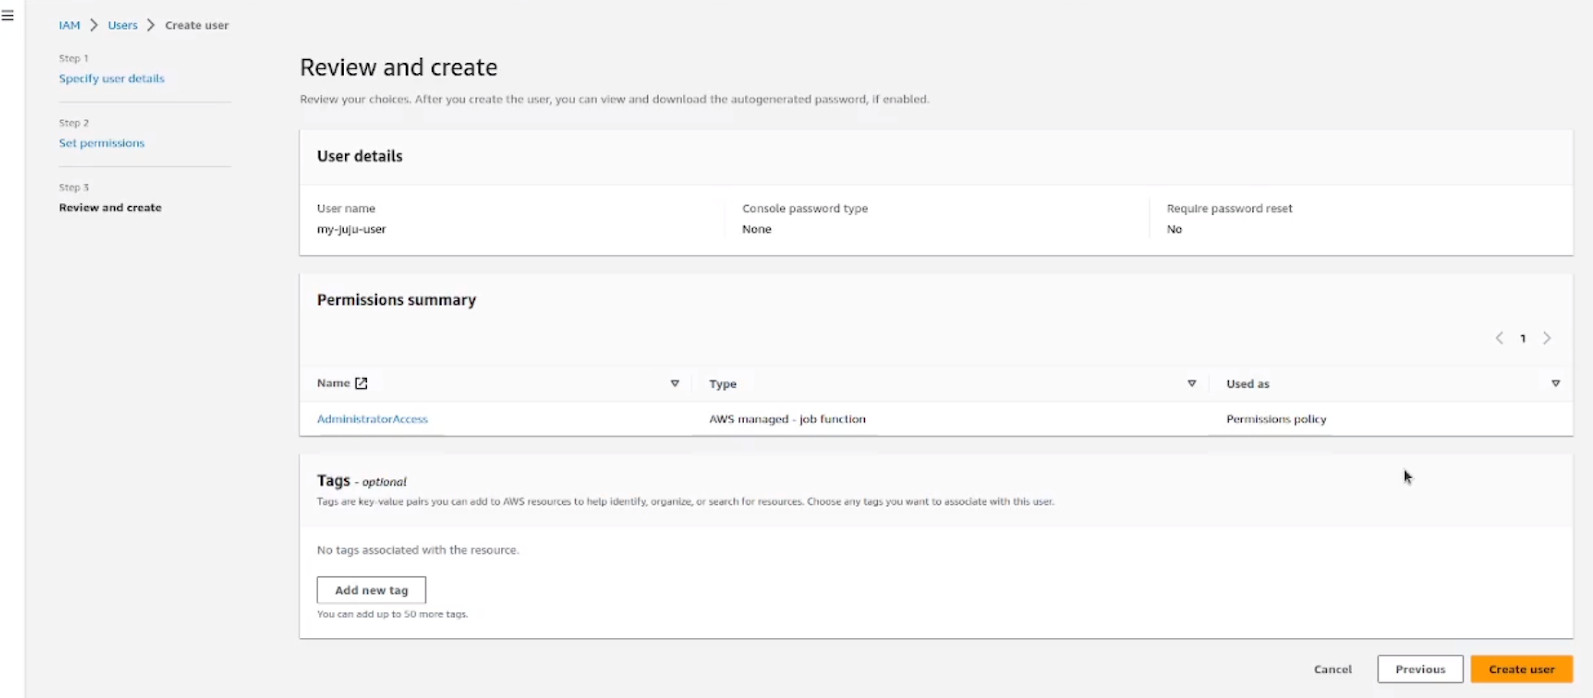 IAM > Users > Create user
Step 1
Specify user details
Step 2
Set permissions
Step 3
Review and create
Review and create
Review your choices. After you create the user, you can view and download the autogenerated password, if enabled.
User details
User name
my-juju-user
Console password type
None
Require password reset
No
Permissions summary
1
Name Type Used as
AdministratorAccess AWS managed - job function Permissions policy
Tags - optional
Tags are key-value pairs you can add to AWS resources to help identify, organize, or search for resources. Choose any tags you want to associate with this user.
No tags associated with the resource.
Add new tag
You can add up to 50 more tags.
Cancel Previous Create user